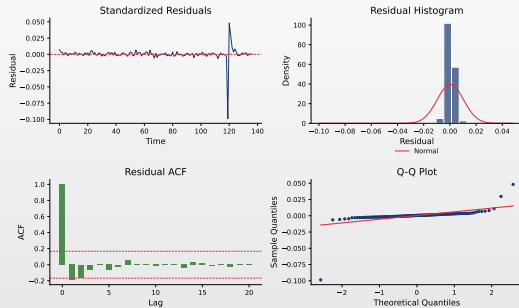 Standardized Residuals
0.050
0.025
0.000
−0.025
−0.050
−0.075
−0.100
Residual
0 20 40 60 80 100 120 140
Time
Residual Histogram
100
80
60
40
20
0
Density
−0.10 −0.08 −0.06 −0.04 −0.02 0.00 0.02 0.04
Residual
Normal
Residual ACF
1.0
0.8
0.6
0.4
0.2
0.0
−0.2
ACF
0 5 10 15 20
Lag
Q-Q Plot
0.050
0.025
0.000
−0.025
−0.050
−0.075
−0.100
Sample Quantiles
−2 −1 0 1 2
Theoretical Quantiles